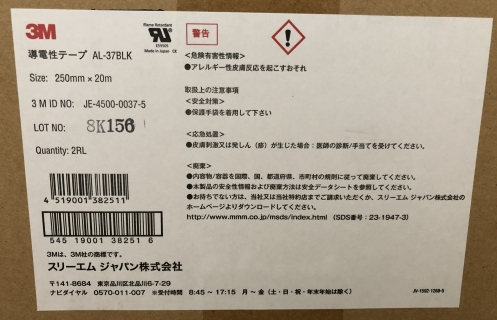 3M
導電性テープ AL-37BLK
Size: 250mm × 20m
3 M ID NO: JE-4500-0037-5
LOT NO: 8K156
Quantity: 2RL
4 519001 382511
545 19001 38251 6
3Mは、3M社の商標です。
スリーエム ジャパン株式会社
〒141-8684 東京品川区北品川6-7-29
ナビダイヤル 0570-011-007 ※受付時間 8:45 ~ 17:15 月 ~ 金(土・日・祝・年末年始は除く)
Flame Retardant
Made in Japan CE
警告
<危険有害性情報>
●アレルギー性皮膚反応を起こすおそれ
取扱上の注意事項
<安全対策>
●保護手袋を着用して下さい
<応急処置>
●皮膚刺激又は発しん(疹)が生じた場合:医師の診断/手当てを受けてください。
<廃棄>
●内容物/容器を国際、国、都道府県、市町村の規則に従って廃棄してください。
●本製品の安全性情報および廃棄方法は安全データシートを参照してください。
●お持ちでない方は、当社又は当社特約店までご請求いただくか、スリーエム ジャパン株式会社の
ホームページよりダウンロードしてください。
http://www.mmm.co.jp/msds/index.html (SDS番号:23-1947-3)
JV-1592-1288-5